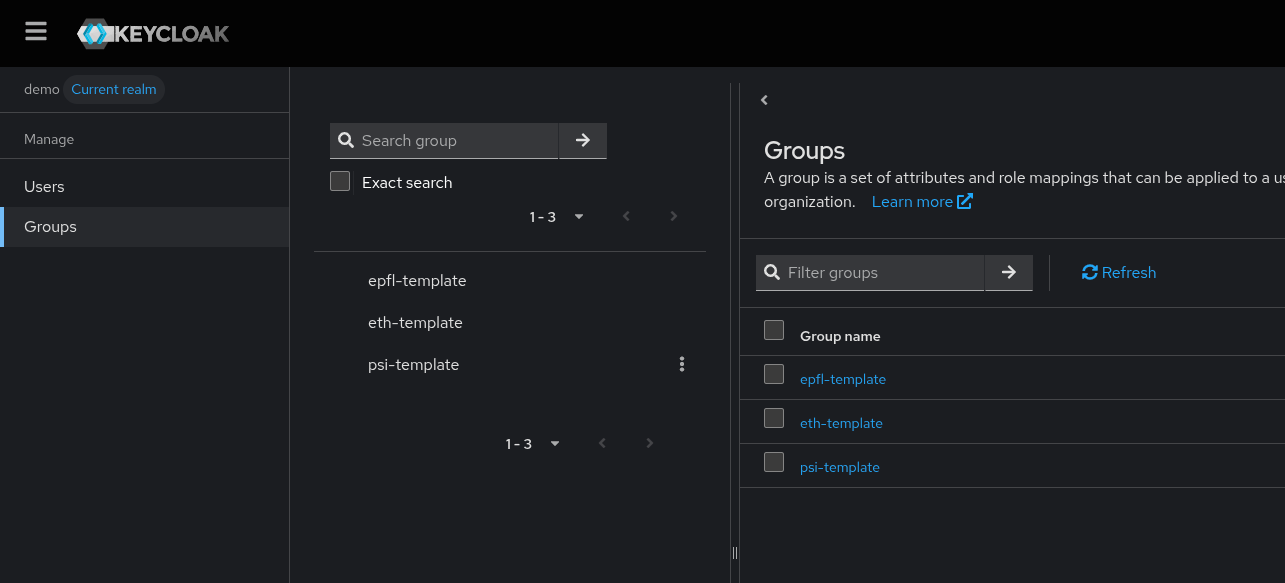 KEYCLOAK
demo Current realm
Manage
Users
Groups
Search group
Exact search
1 - 3
epfl-template
eth-template
psi-template
1 - 3
Groups
A group is a set of attributes and role mappings that can be applied to a
organization. Learn more
Filter groups
Refresh
Group name
epfl-template
eth-template
psi-template